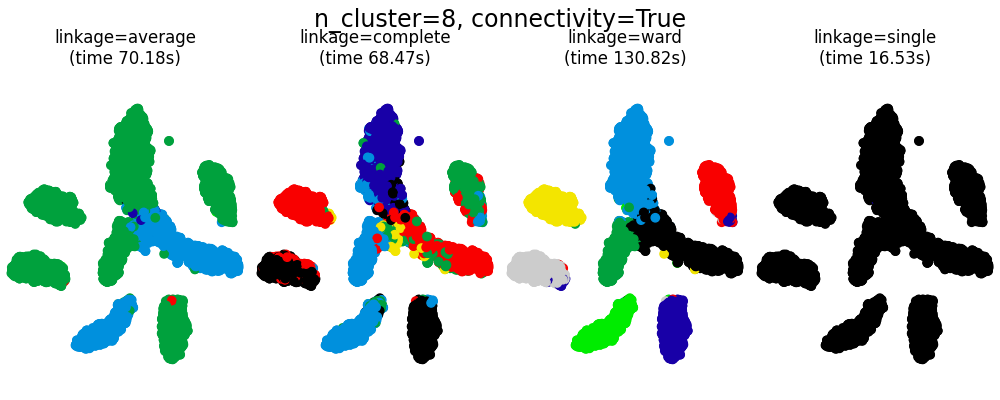 n_cluster=8, connectivity=True
linkage=average
(time 70.18s)
linkage=complete
(time 68.47s)
linkage=ward
(time 130.82s)
linkage=single
(time 16.53s)